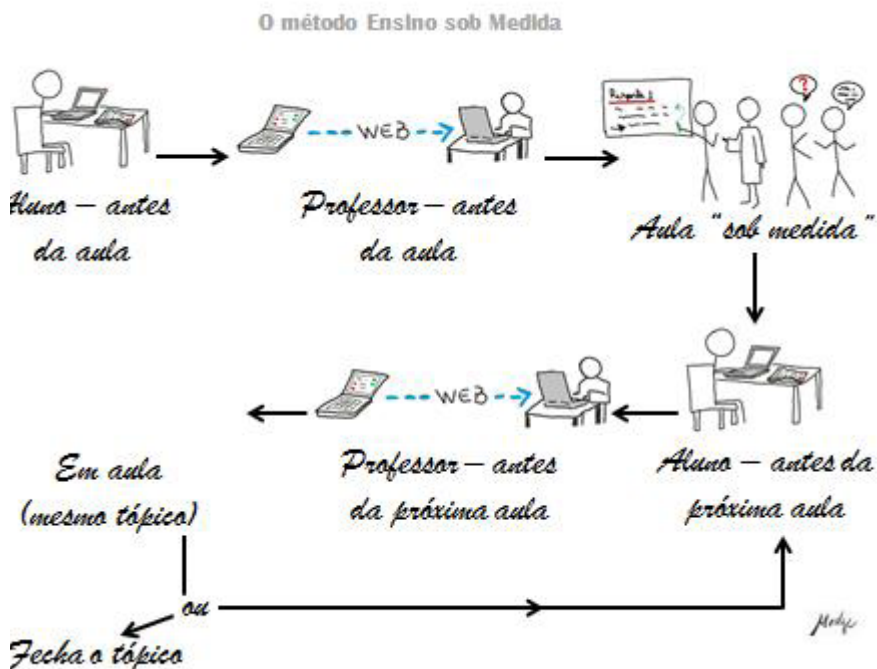 O método Ensino sob Medida
WEB
Respostas
?
Aluno – antes
da aula
Professor – antes
da aula
Aula "sob medida"
WEB
Em aula
(mesmo tópico)
Professor – antes
da próxima aula
Aluno – antes da
próxima aula
ou
Fecha o tópico